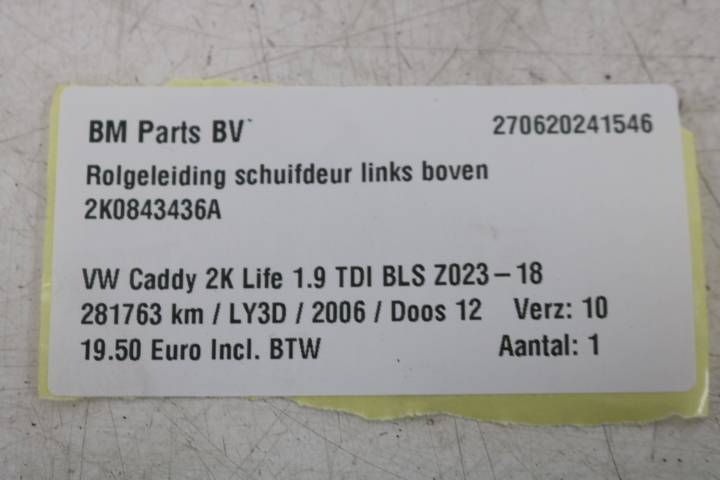 BM Parts BV 270620241546
Rolgeleiding schuifdeur links boven
2K0843436A
VW Caddy 2K Life 1.9 TDI BLS Z023-18
281763 km / LY3D / 2006 / Doos 12 Verz: 10
19.50 Euro Incl. BTW Aantal: 1